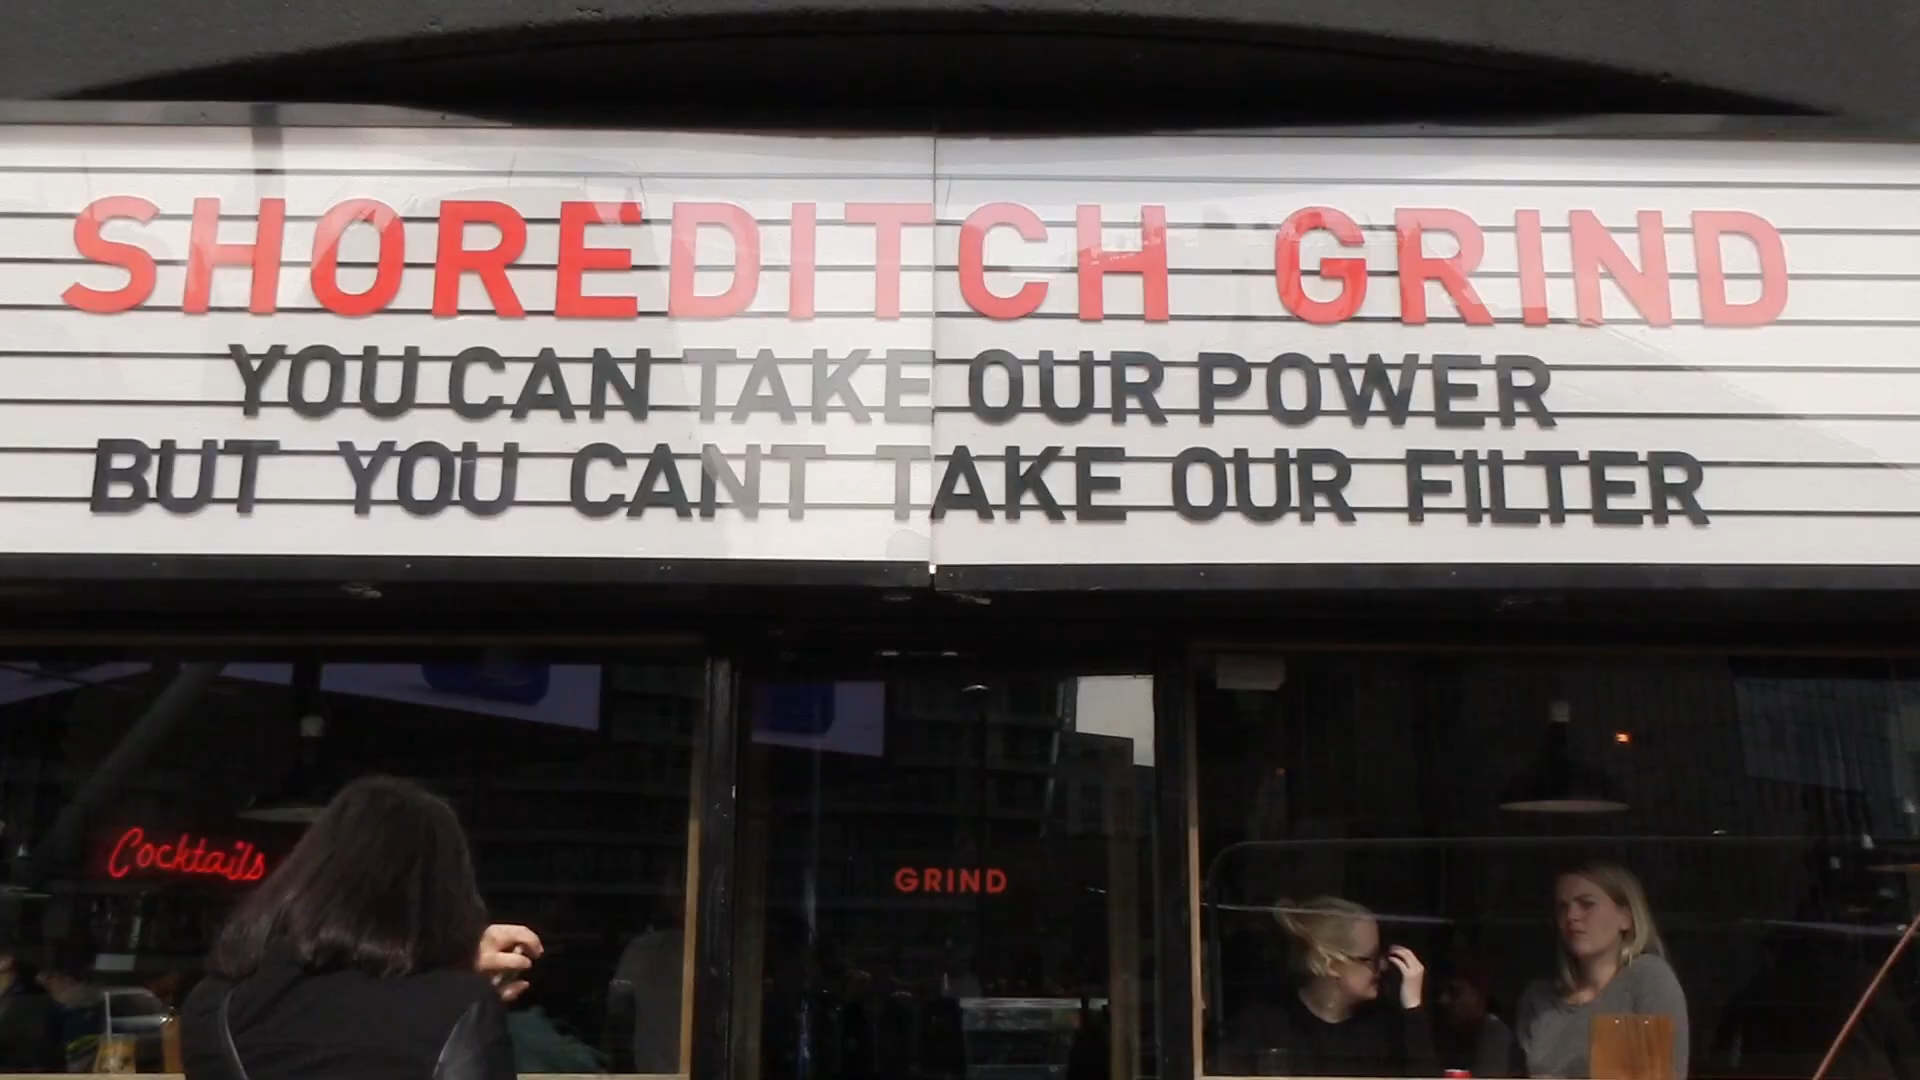 SHOREDITCH GRIND
YOU CAN TAKE OUR POWER
BUT YOU CANT TAKE OUR FILTER
Cocktails
GRIND